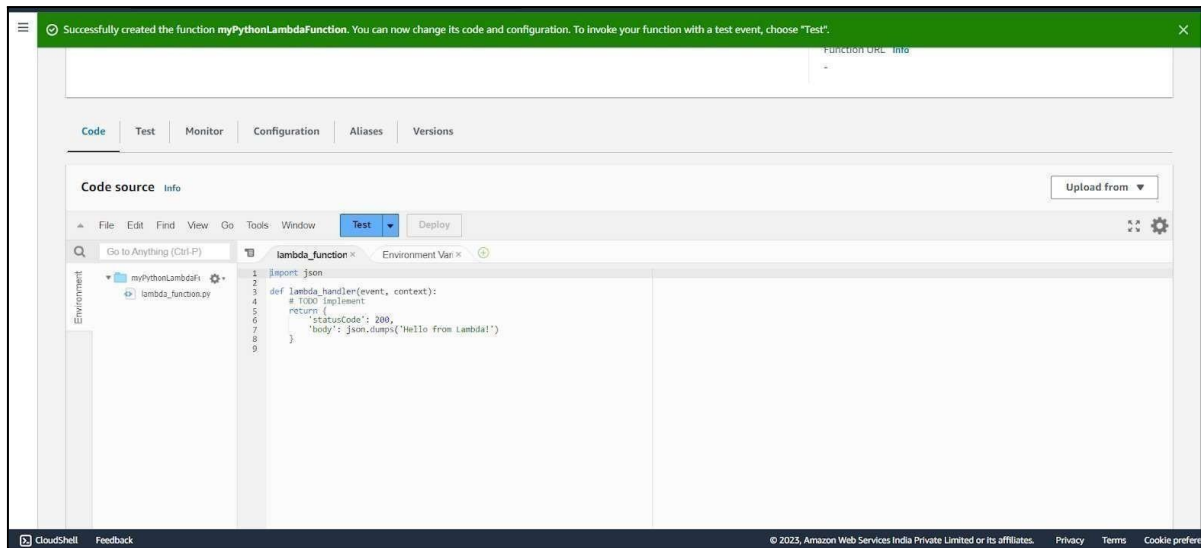 Successfully created the function myPythonLambdaFunction. You can now change its code and configuration. To invoke your function with a test event, choose "Test".
Function URL Info
-
Code Test Monitor Configuration Aliases Versions
Code source Info
Upload from
File Edit Find View Go Tools Window Test Deploy
Go to Anything (Ctrl-P)
lambda_function × Environment Vari ×
Environment
myPythonLambdaF
lambda_function.py
1 import json
2
3 def lambda_handler(event, context):
4 # TODO implement
5 return {
6 'statusCode': 200,
7 'body': json.dumps('Hello from Lambda!')
8 }
9
CloudShell Feedback © 2023, Amazon Web Services India Private Limited or its affiliates. Privacy Terms Cookie prefer